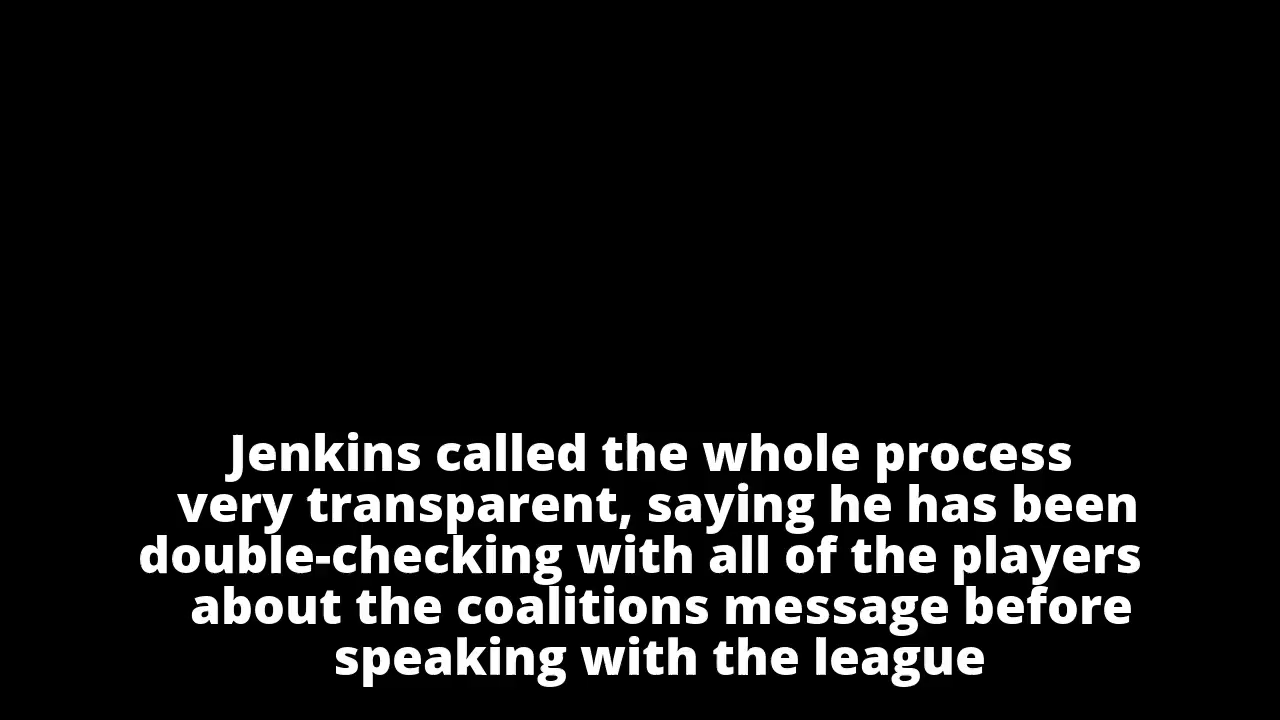 Jenkins called the whole process
very transparent, saying he has been
double-checking with all of the players
about the coalitions message before
speaking with the league